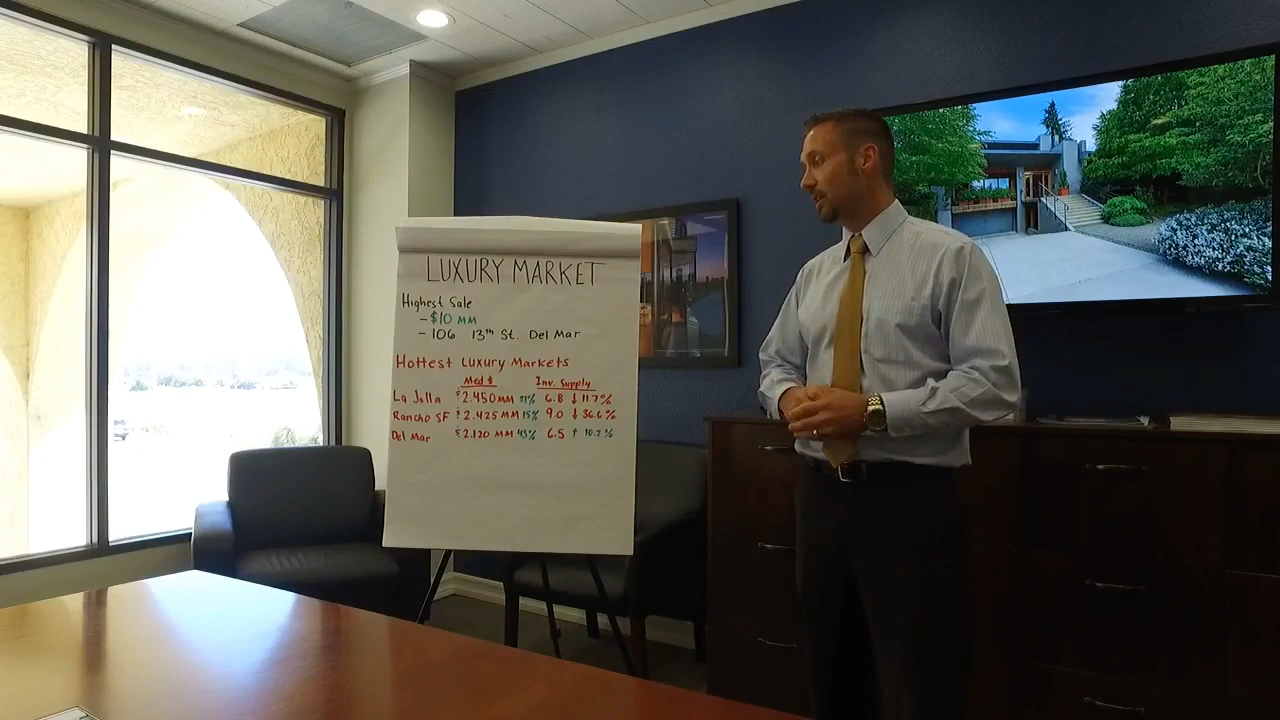 LUXURY MARKET
Highest Sale
- $10 MM
- 106 13th St. Del Mar
Hottest Luxury Markets
Med $ Inv. Supply
La Jolla $2.450 MM 21% 6.8 ↓ 11.7%
Rancho SF $2.425 MM 15% 9.0 ↓ 36.6%
Del Mar $2.120 MM 43% 6.5 ↑ 10.2%